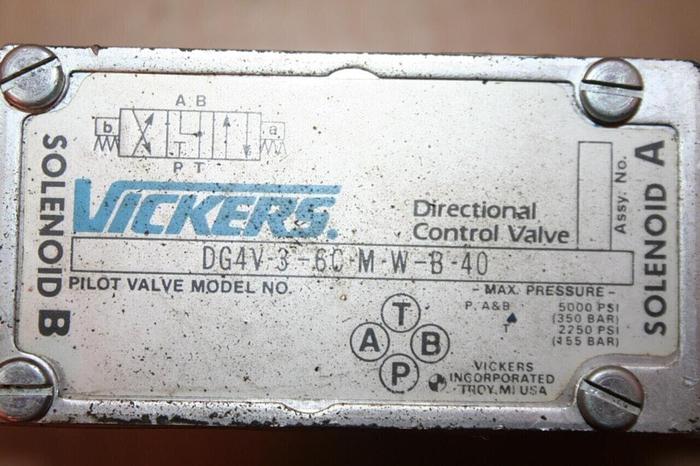 A B
b a
T
P T
SOLENOID B
VICKERS.
Directional
Control Valve
Assy. No.
SOLENOID A
DG4V-3-6C-M-W-B-40
PILOT VALVE MODEL NO.
- MAX. PRESSURE -
P, A&B 5000 PSI
(350 BAR)
T 2250 PSI
(155 BAR)
T
A B
P
VICKERS
INCORPORATED
TROY, MI USA